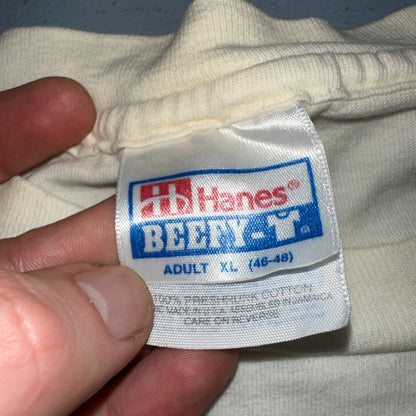 Hanes®
BEEFY-T®
ADULT XL (46-48)
100% PRESHRUNK COTTON
MADE IN U.S.A. ASSEMBLED IN JAMAICA
CARE ON REVERSE